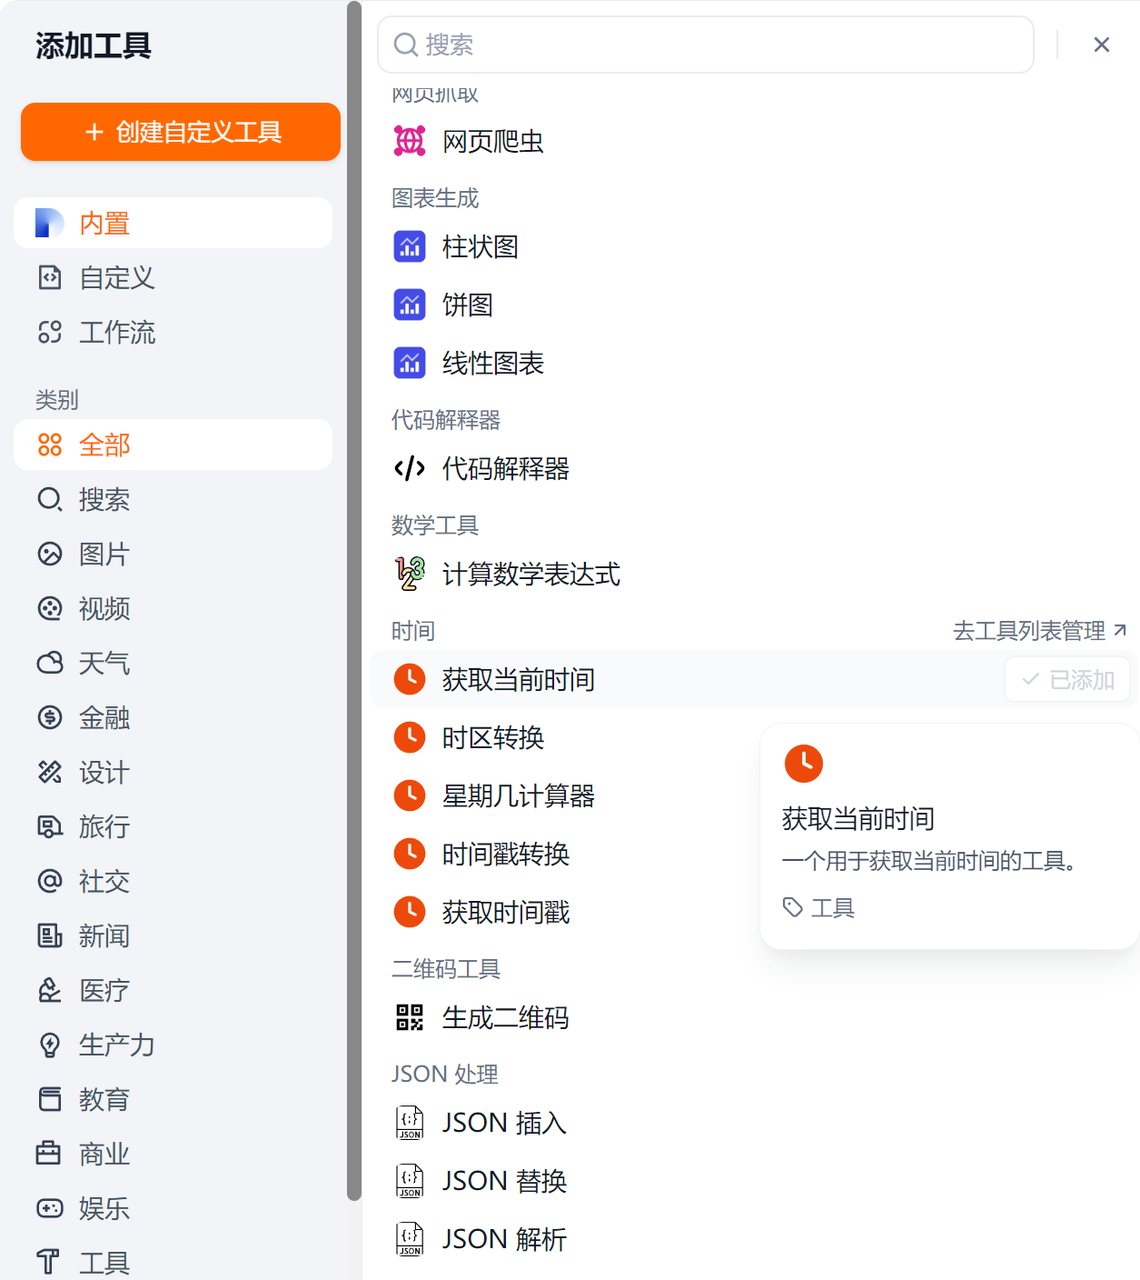 添加工具
创建自定义工具
内置
自定义
工作流
类别
全部
搜索
图片
视频
天气
金融
设计
旅行
社交
新闻
医疗
生产力
教育
商业
娱乐
工具
搜索
网页抓取
网页爬虫
图表生成
柱状图
饼图
线性图表
代码解释器
代码解释器
数学工具
计算数学表达式
时间
去工具列表管理
获取当前时间
已添加
时区转换
星期几计算器
时间戳转换
获取时间戳
获取当前时间
一个用于获取当前时间的工具。
工具
二维码工具
生成二维码
JSON 处理
JSON 插入
JSON 替换
JSON 解析